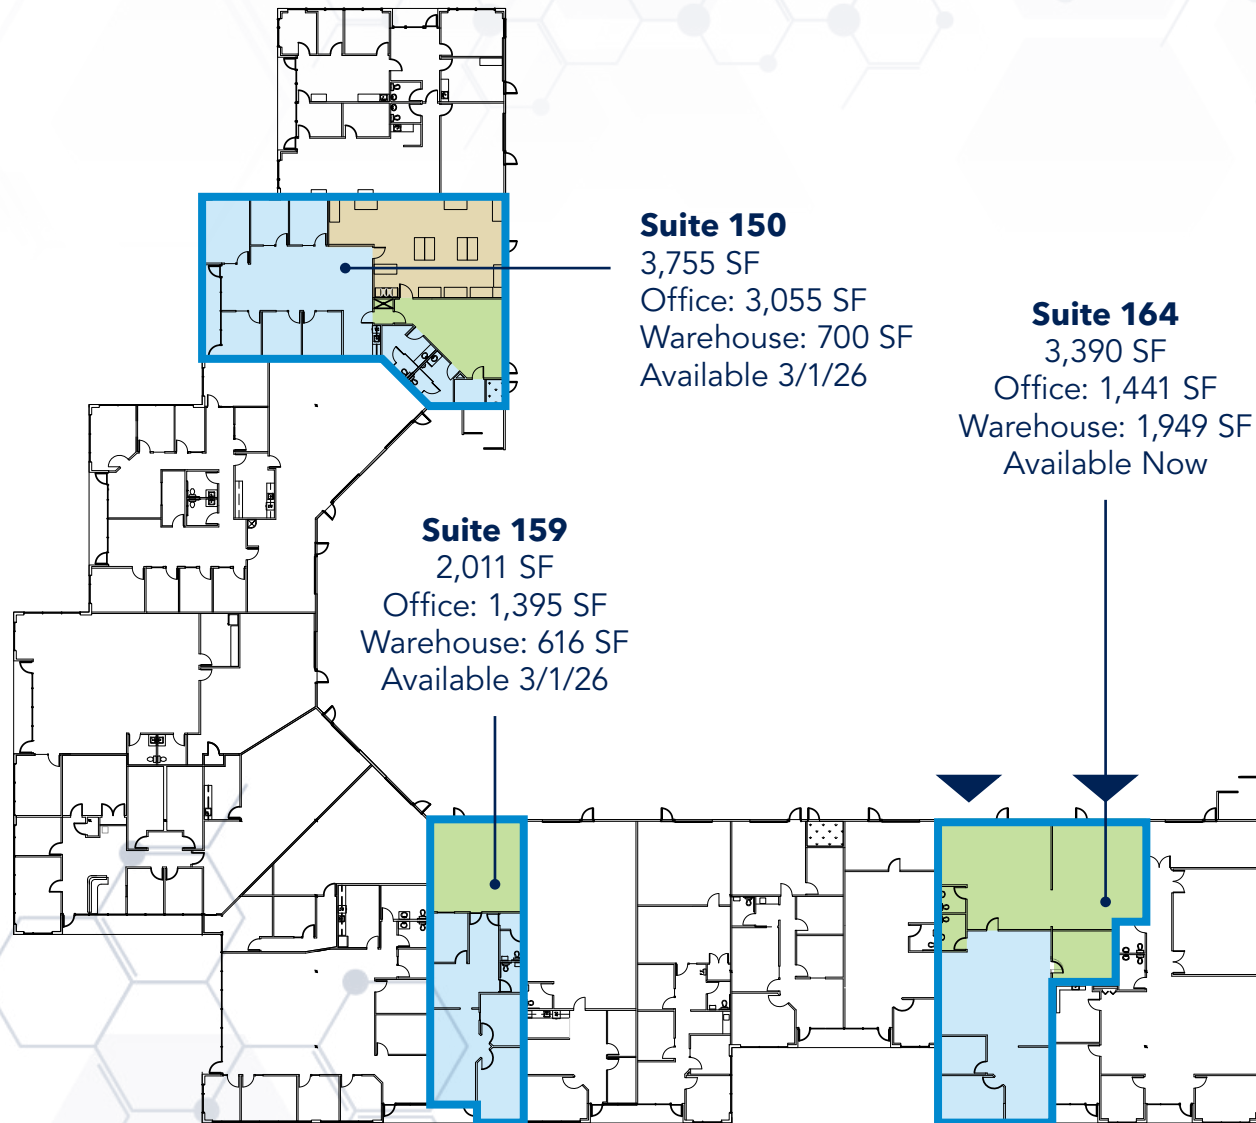 Suite 150
3,755 SF
Office: 3,055 SF
Warehouse: 700 SF
Available 3/1/26
Suite 164
3,390 SF
Office: 1,441 SF
Warehouse: 1,949 SF
Available Now
Suite 159
2,011 SF
Office: 1,395 SF
Warehouse: 616 SF
Available 3/1/26